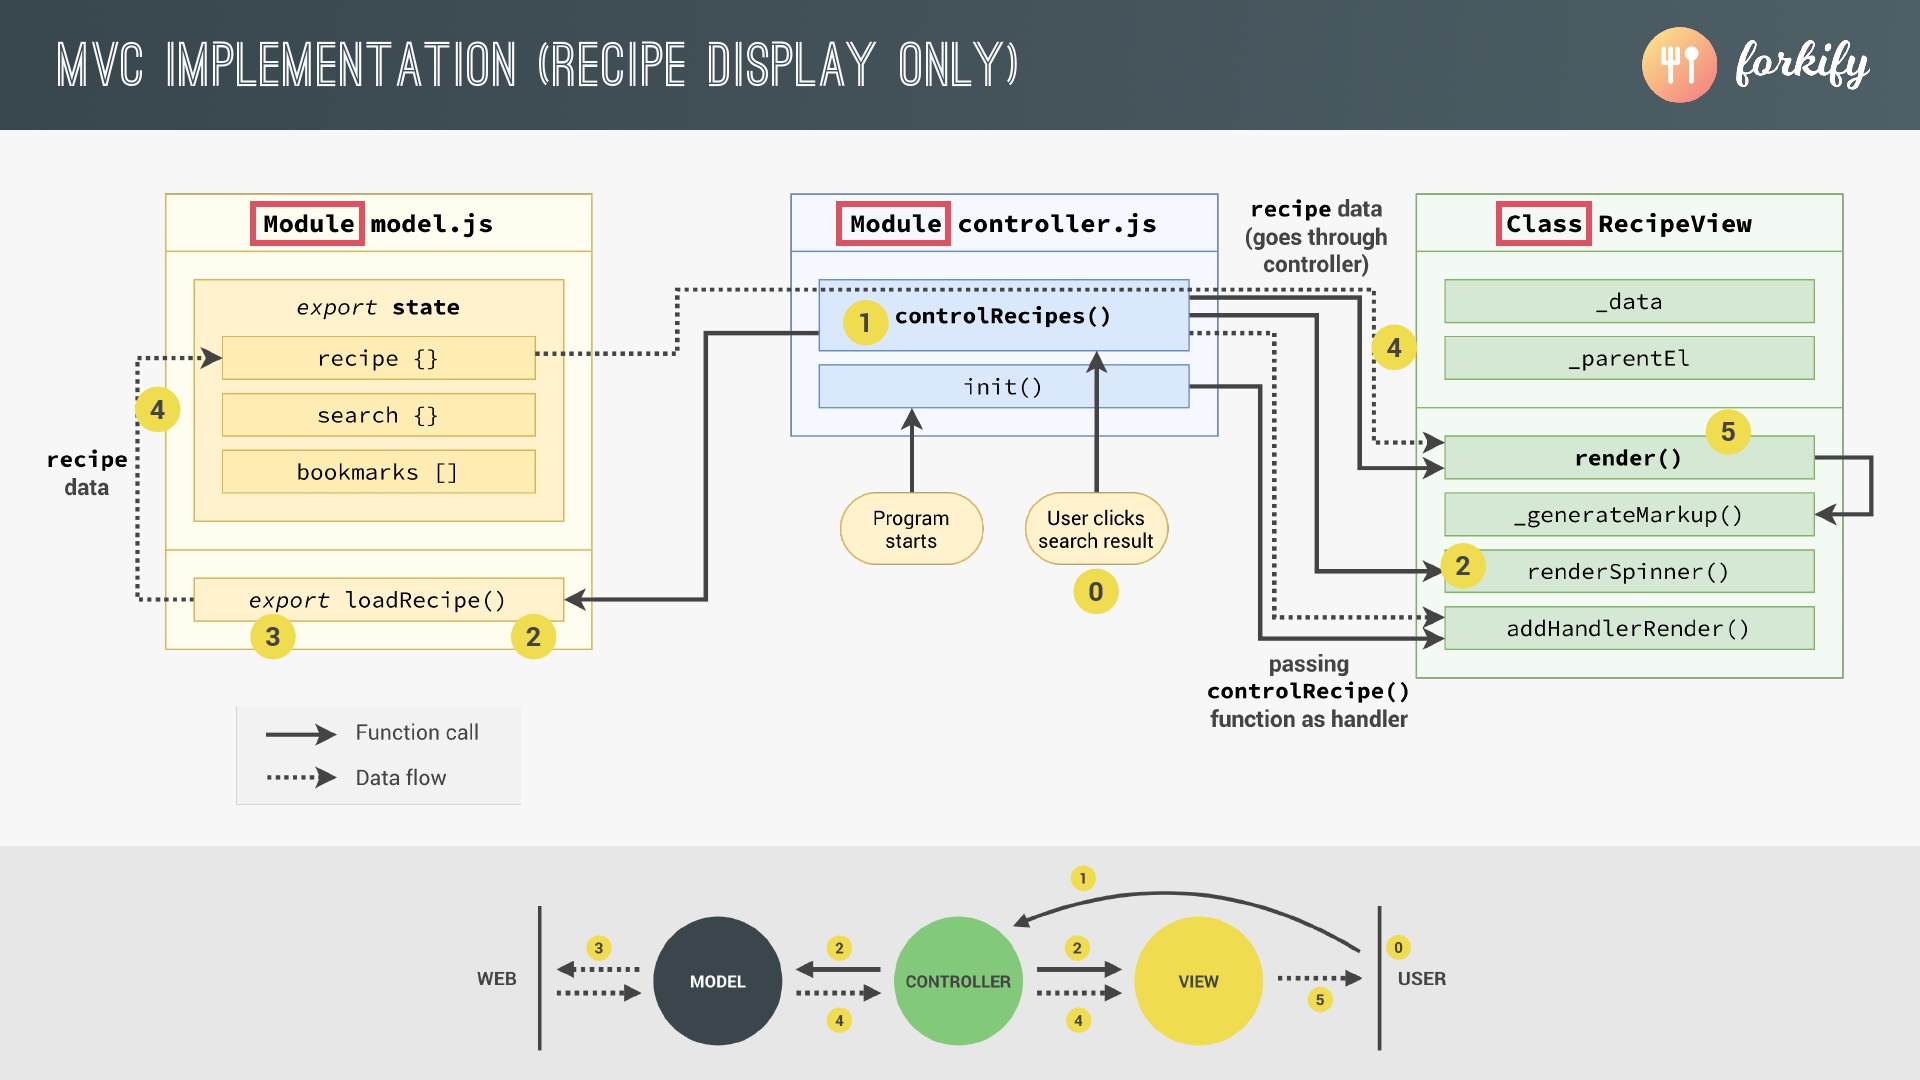 MVC IMPLEMENTATION (RECIPE DISPLAY ONLY)
forkify
Module model.js
export state
recipe {}
search {}
bookmarks []
4
recipe
data
export loadRecipe()
3
2
Module controller.js
1
controlRecipes()
init()
Program
starts
User clicks
search result
0
recipe data
(goes through
controller)
4
Class RecipeView
_data
_parentEl
5
render()
_generateMarkup()
2
renderSpinner()
addHandlerRender()
passing
controlRecipe()
function as handler
Function call
Data flow
WEB
3
MODEL
2
4
CONTROLLER
1
2
4
VIEW
5
0
USER